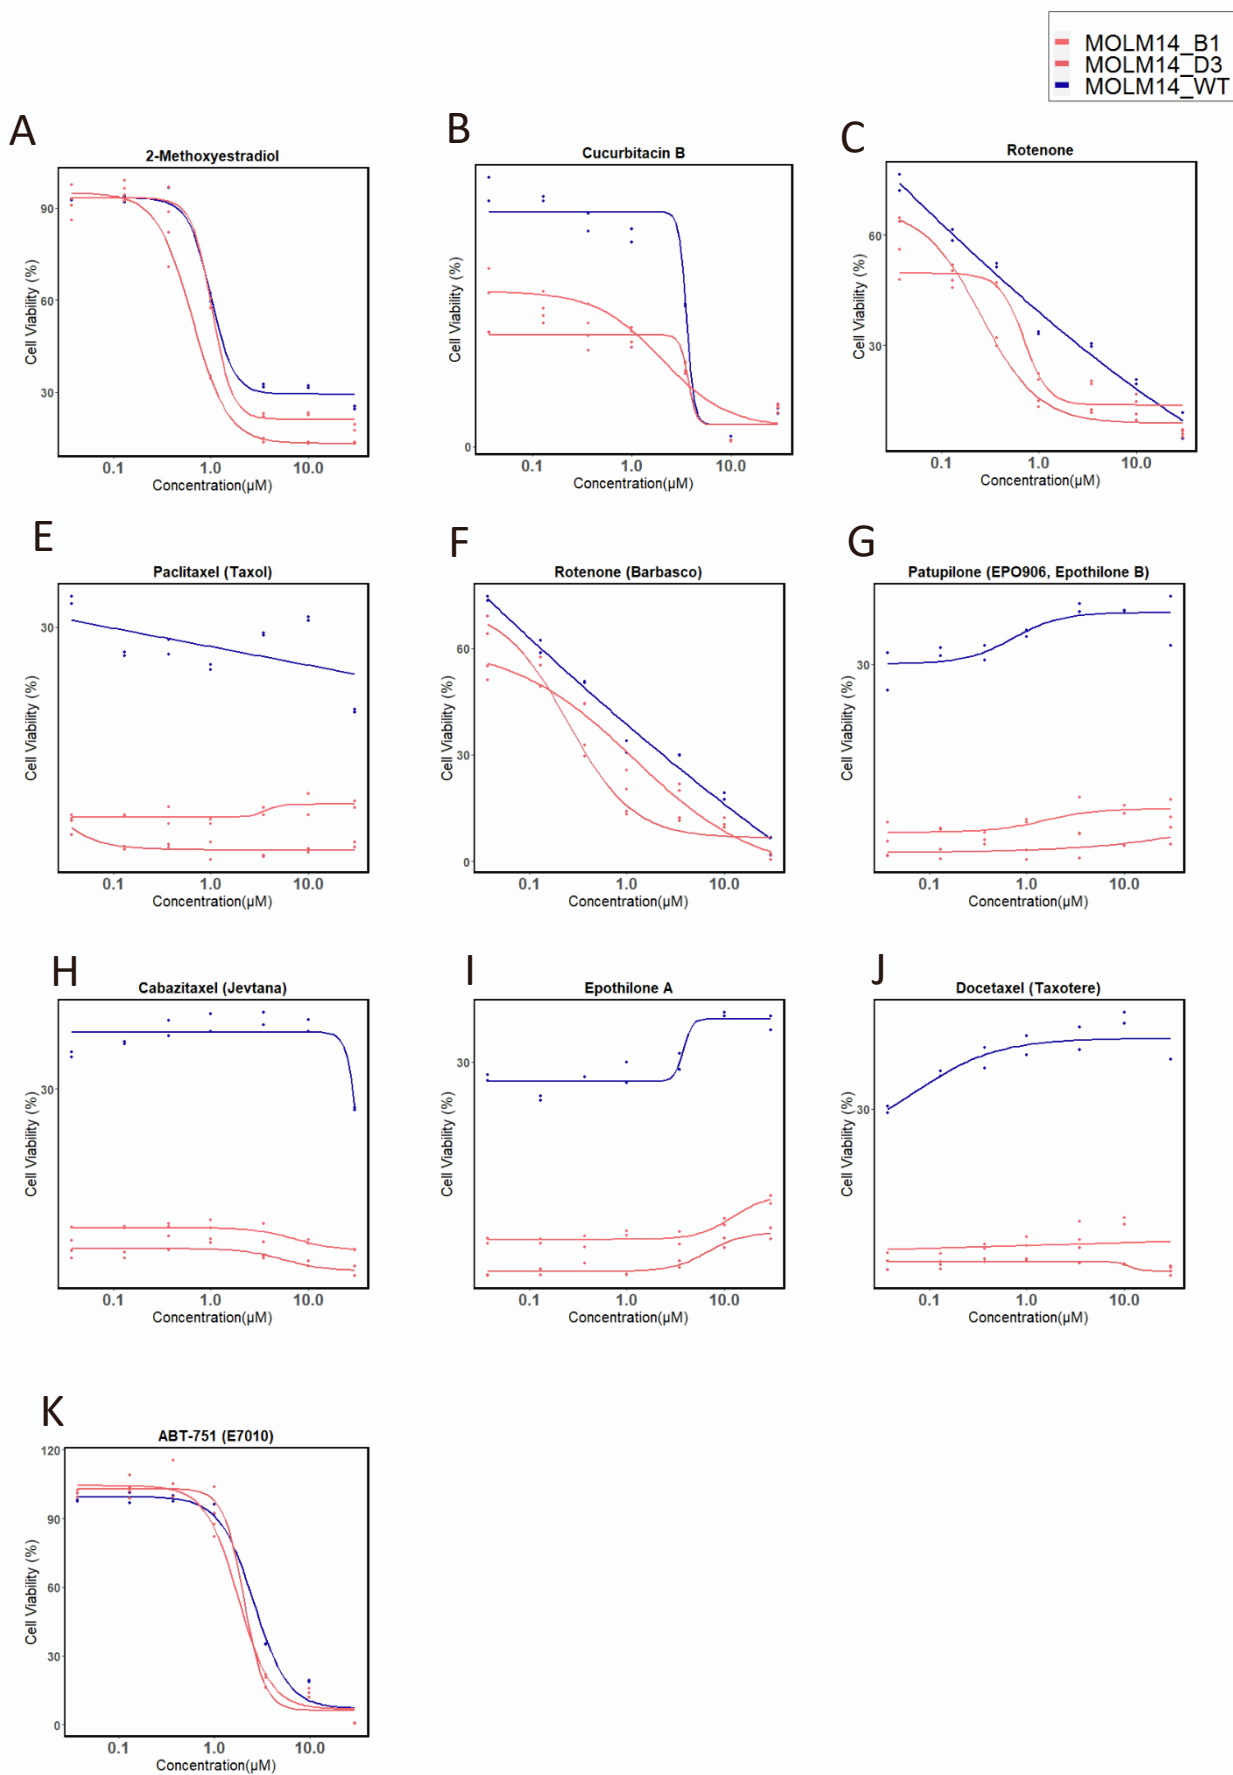 MOLM14_B1
MOLM14_D3
MOLM14_WT
A
2-Methoxyestradiol
Cell Viability (%)
90
60
30
0.1 1.0 10.0
Concentration(µM)
B
Cucurbitacin B
Cell Viability (%)
0
0.1 1.0 10.0
Concentration(µM)
C
Rotenone
Cell Viability (%)
60
30
0.1 1.0 10.0
Concentration(µM)
E
Paclitaxel (Taxol)
Cell Viability (%)
30
0.1 1.0 10.0
Concentration(µM)
F
Rotenone (Barbasco)
Cell Viability (%)
60
30
0
0.1 1.0 10.0
Concentration(µM)
G
Patupilone (EPO906, Epothilone B)
Cell Viability (%)
30
0.1 1.0 10.0
Concentration(µM)
H
Cabazitaxel (Jevtana)
Cell Viability (%)
30
0.1 1.0 10.0
Concentration(µM)
I
Epothilone A
Cell Viability (%)
30
0.1 1.0 10.0
Concentration(µM)
J
Docetaxel (Taxotere)
Cell Viability (%)
30
0.1 1.0 10.0
Concentration(µM)
K
ABT-751 (E7010)
Cell Viability (%)
120
90
60
30
0
0.1 1.0 10.0
Concentration(µM)